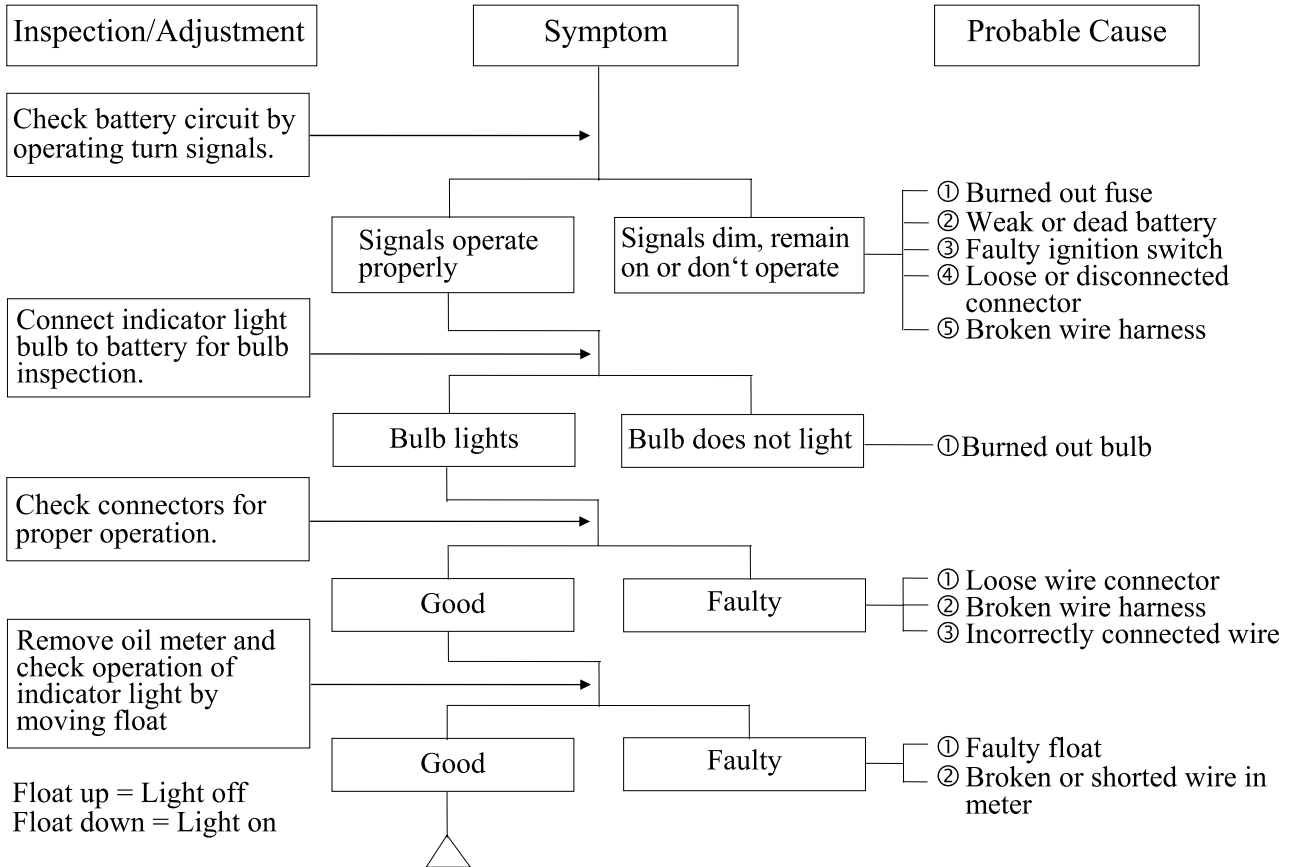 Inspection/Adjustment
Symptom
Probable Cause
Check battery circuit by
operating turn signals.
Signals operate
properly
Signals dim, remain
on or don‘t operate
① Burned out fuse
② Weak or dead battery
③ Faulty ignition switch
④ Loose or disconnected
connector
⑤ Broken wire harness
Connect indicator light
bulb to battery for bulb
inspection.
Bulb lights
Bulb does not light
①Burned out bulb
Check connectors for
proper operation.
Good
Faulty
① Loose wire connector
② Broken wire harness
③ Incorrectly connected wire
Remove oil meter and
check operation of
indicator light by
moving float
Good
Faulty
① Faulty float
② Broken or shorted wire in
meter
Float up = Light off
Float down = Light on